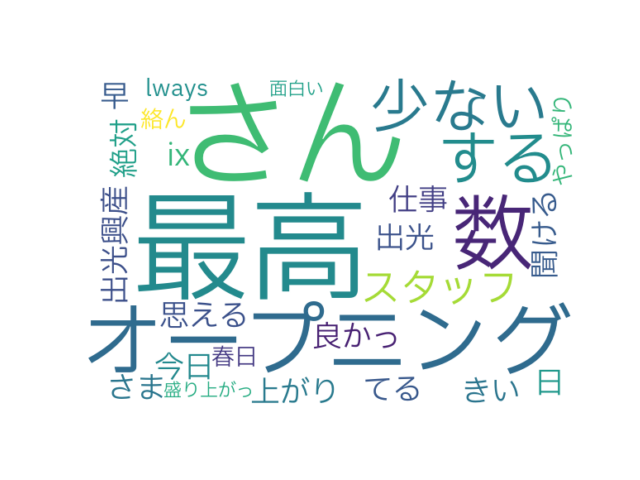 早
lways
面白い
さん
少ない
絡ん
絶対
ix
する
やっぱり
最高
仕事
数
聞ける
出光興産
出光
スタッフ
思える
オープニング
良かっ
今日
春日
さま
盛り上がっ
上がり
てる
きい
日